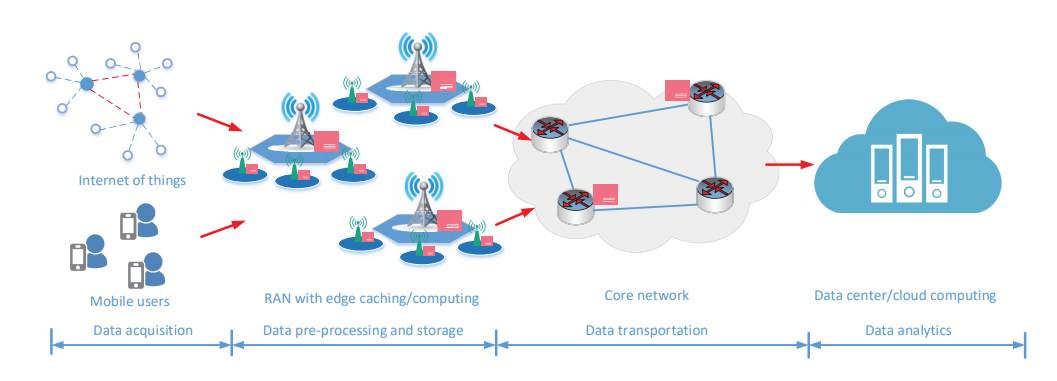 Internet of things
Mobile users
RAN with edge caching/computing
Core network
Data center/cloud computing
Data acquisition
Data pre-processing and storage
Data transportation
Data analytics